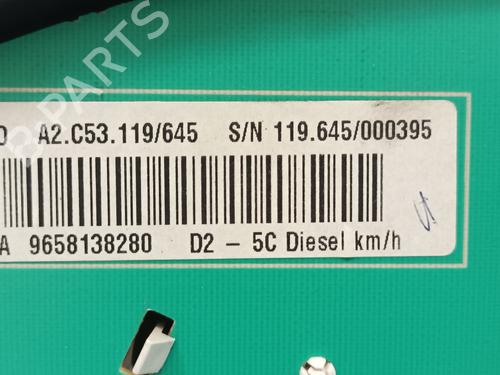 A2.C53.119/645 S/N 119.645/000395
A 9658138280 D2 – 5C Diesel km/h
B-PARTS